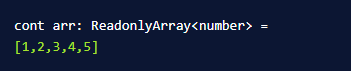 cont arr: ReadonlyArray<number> =
[1,2,3,4,5]